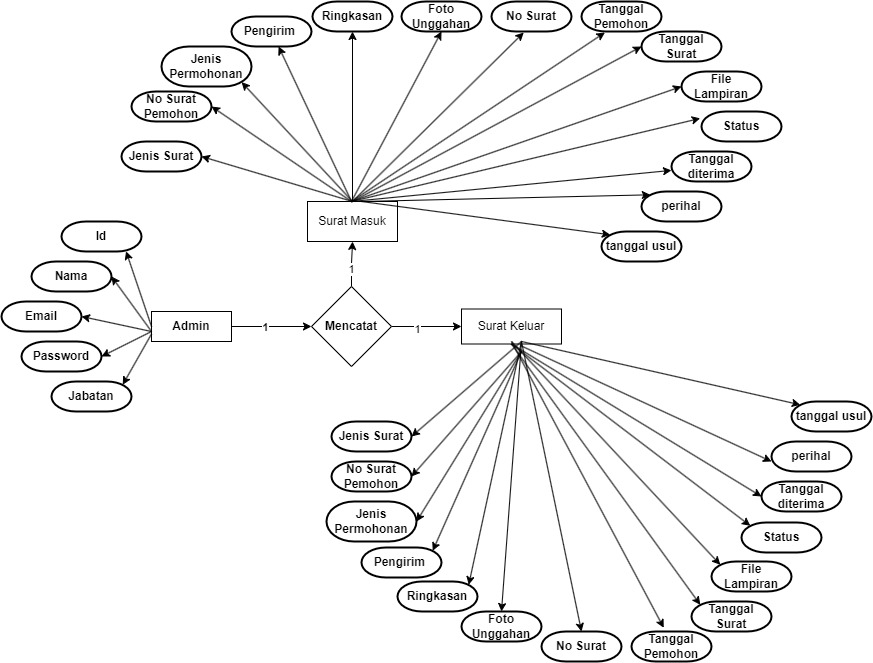 Ringkasan
Foto
Unggahan
No Surat
Tanggal
Pemohon
Pengirim
Tanggal
Surat
Jenis
Permohonan
File
Lampiran
No Surat
Pemohon
Status
Jenis Surat
Tanggal
diterima
perihal
Surat Masuk
tanggal usul
Id
Nama
1
Email
Admin
1
Mencatat
1
Surat Keluar
Password
Jabatan
tanggal usul
Jenis Surat
perihal
No Surat
Pemohon
Tanggal
diterima
Jenis
Permohonan
Status
Pengirim
File
Lampiran
Ringkasan
Tanggal
Surat
Foto
Unggahan
No Surat
Tanggal
Pemohon